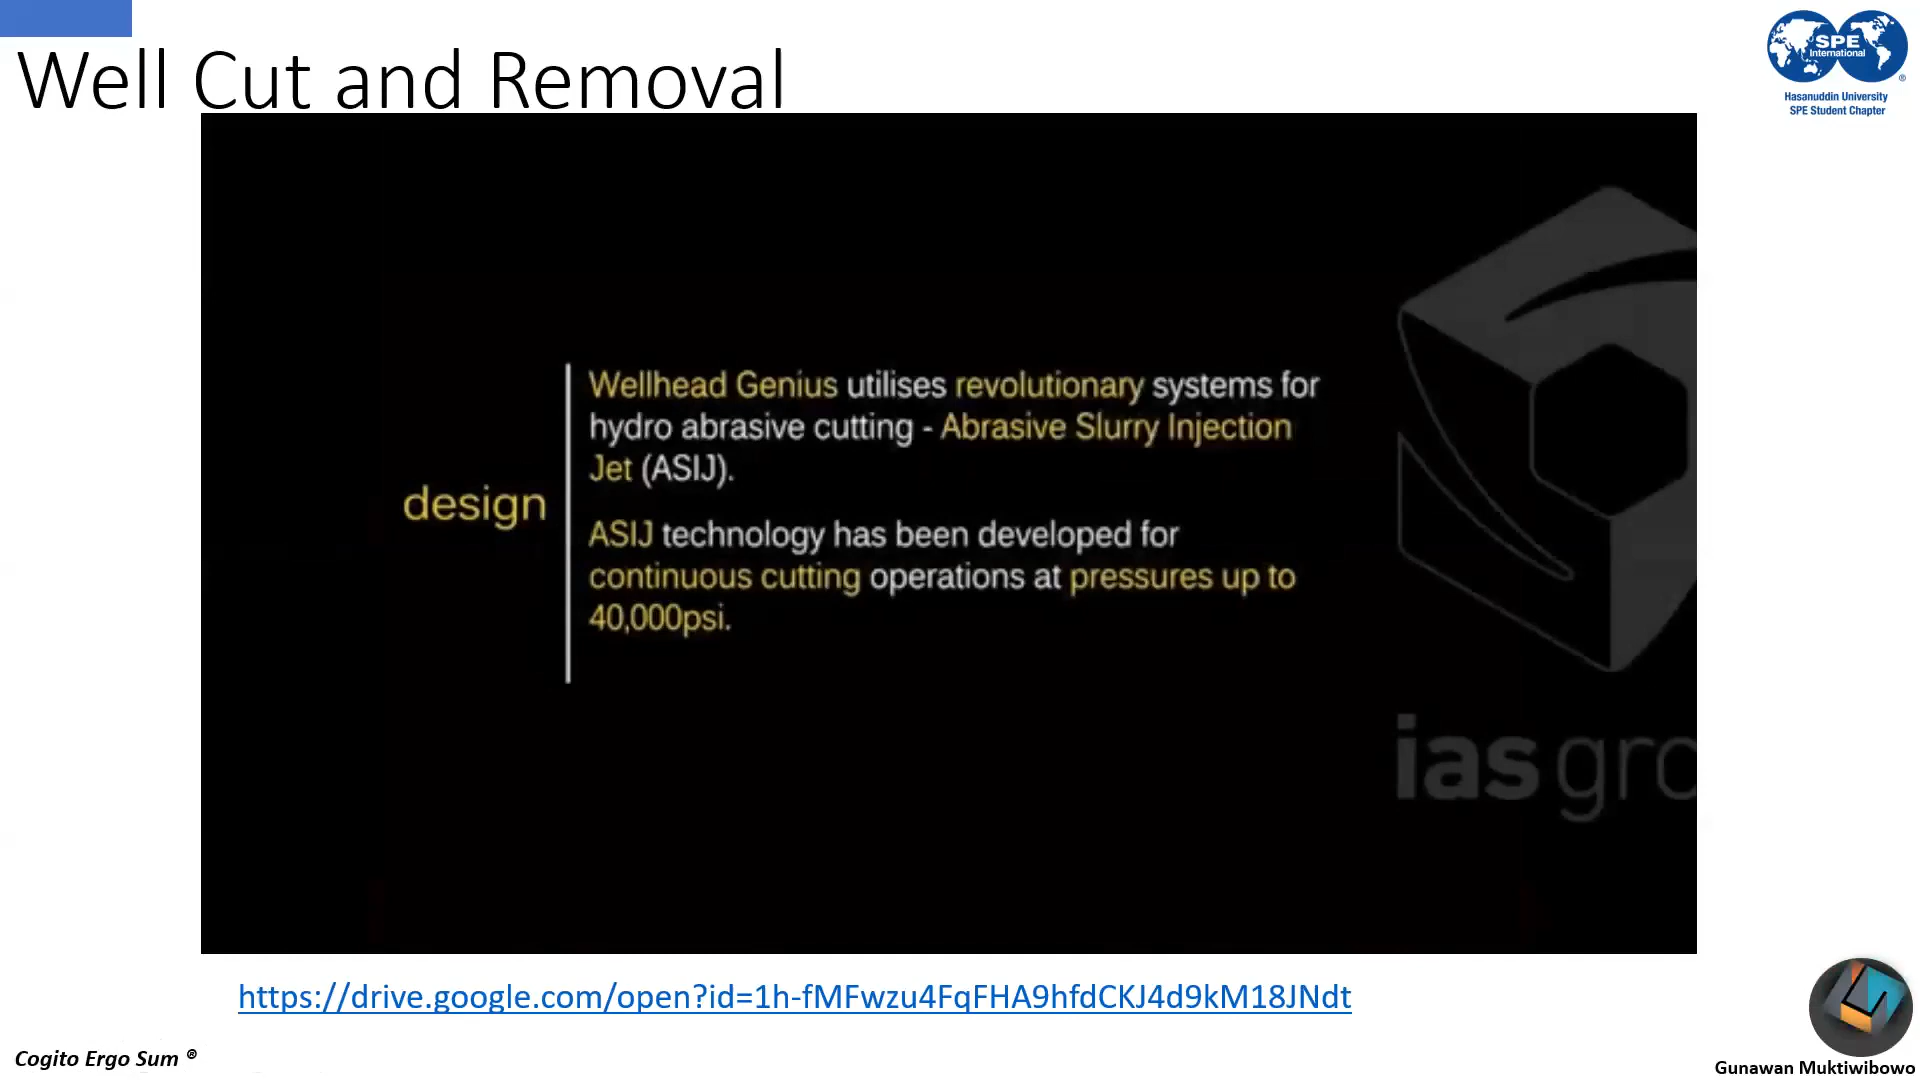 Well Cut and Removal
SPE
International
®
Hasanuddin University
SPE Student Chapter
design
Wellhead Genius utilises revolutionary systems for
hydro abrasive cutting - Abrasive Slurry Injection
Jet (ASIJ).
ASIJ technology has been developed for
continuous cutting operations at pressures up to
40,000psi.
ias gro
https://drive.google.com/open?id=1h-fMFwzu4FqFHA9hfdCKJ4d9kM18JNdt
Cogito Ergo Sum ®
Gunawan Muktiwibowo